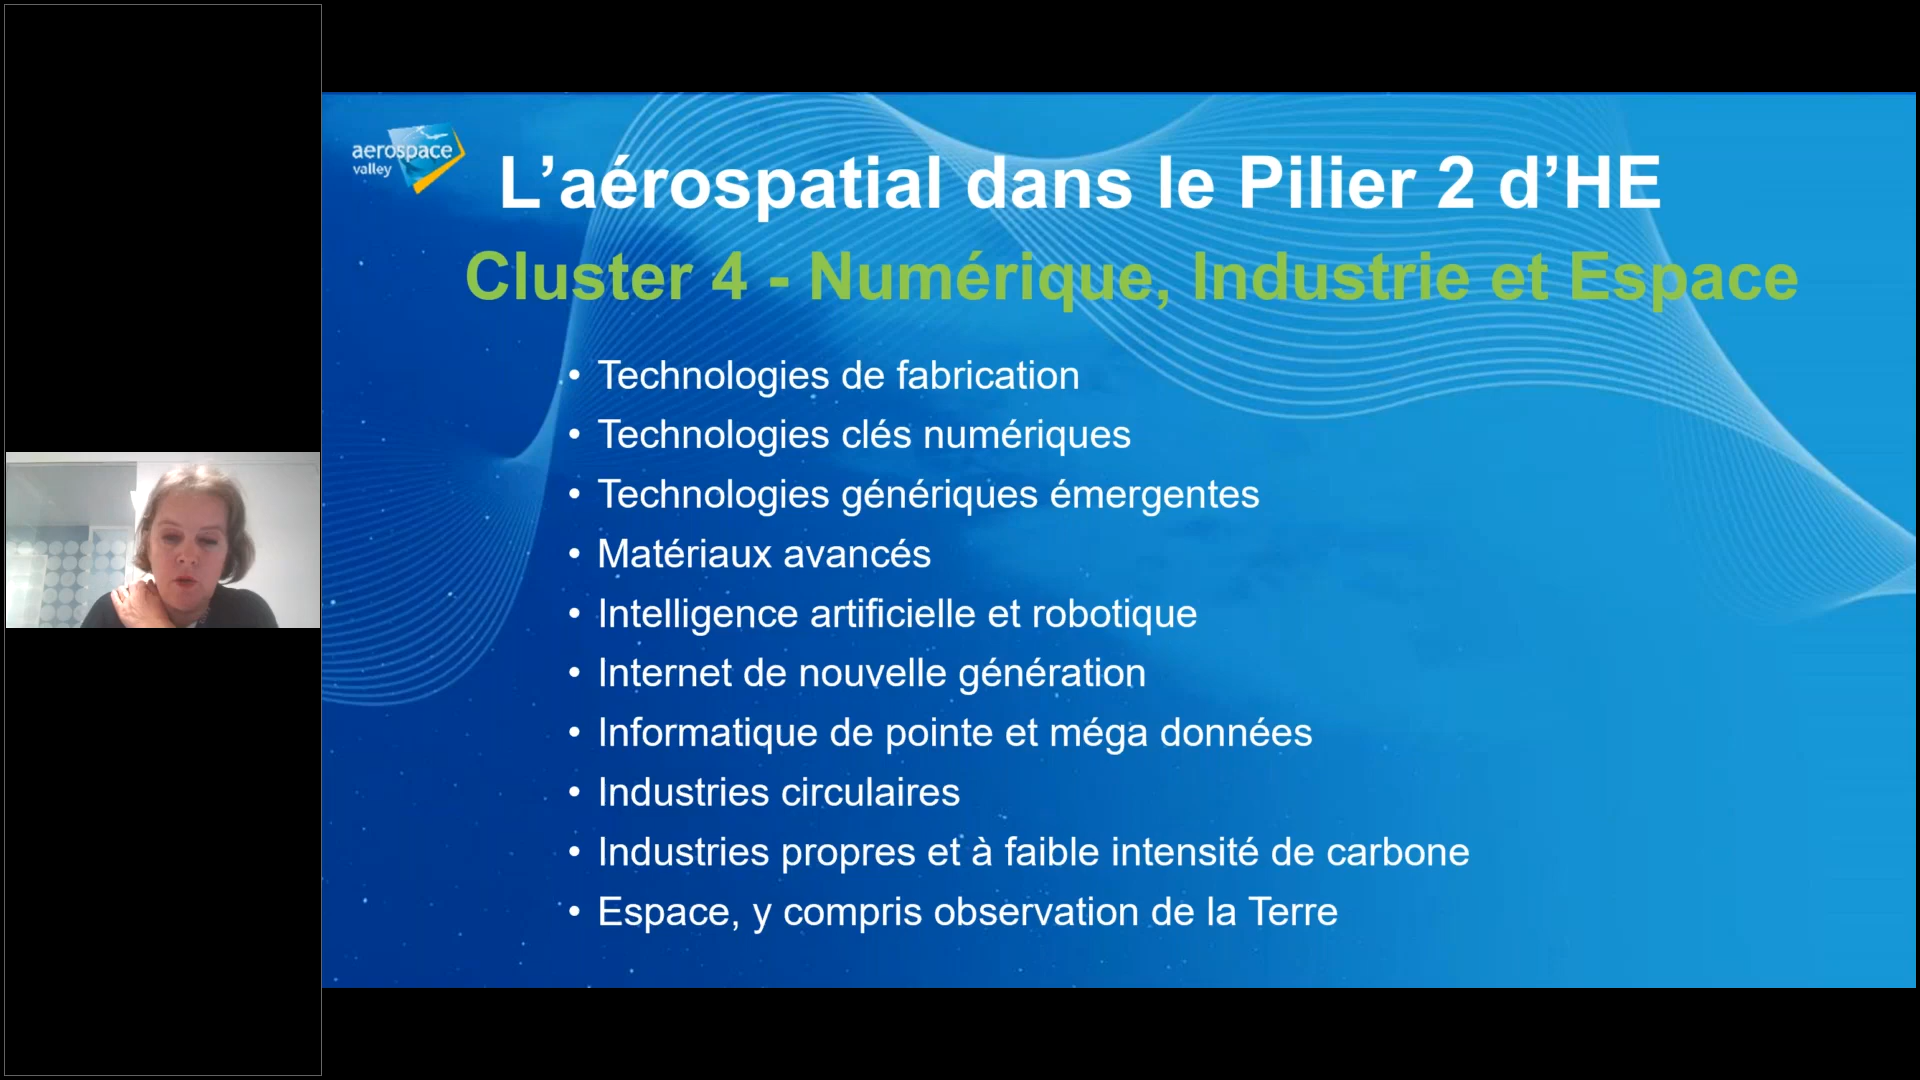 aerospace
valley
L’aérospatial dans le Pilier 2 d’HE
Cluster 4 - Numérique, Industrie et Espace
• Technologies de fabrication
• Technologies clés numériques
• Technologies génériques émergentes
• Matériaux avancés
• Intelligence artificielle et robotique
• Internet de nouvelle génération
• Informatique de pointe et méga données
• Industries circulaires
• Industries propres et à faible intensité de carbone
• Espace, y compris observation de la Terre